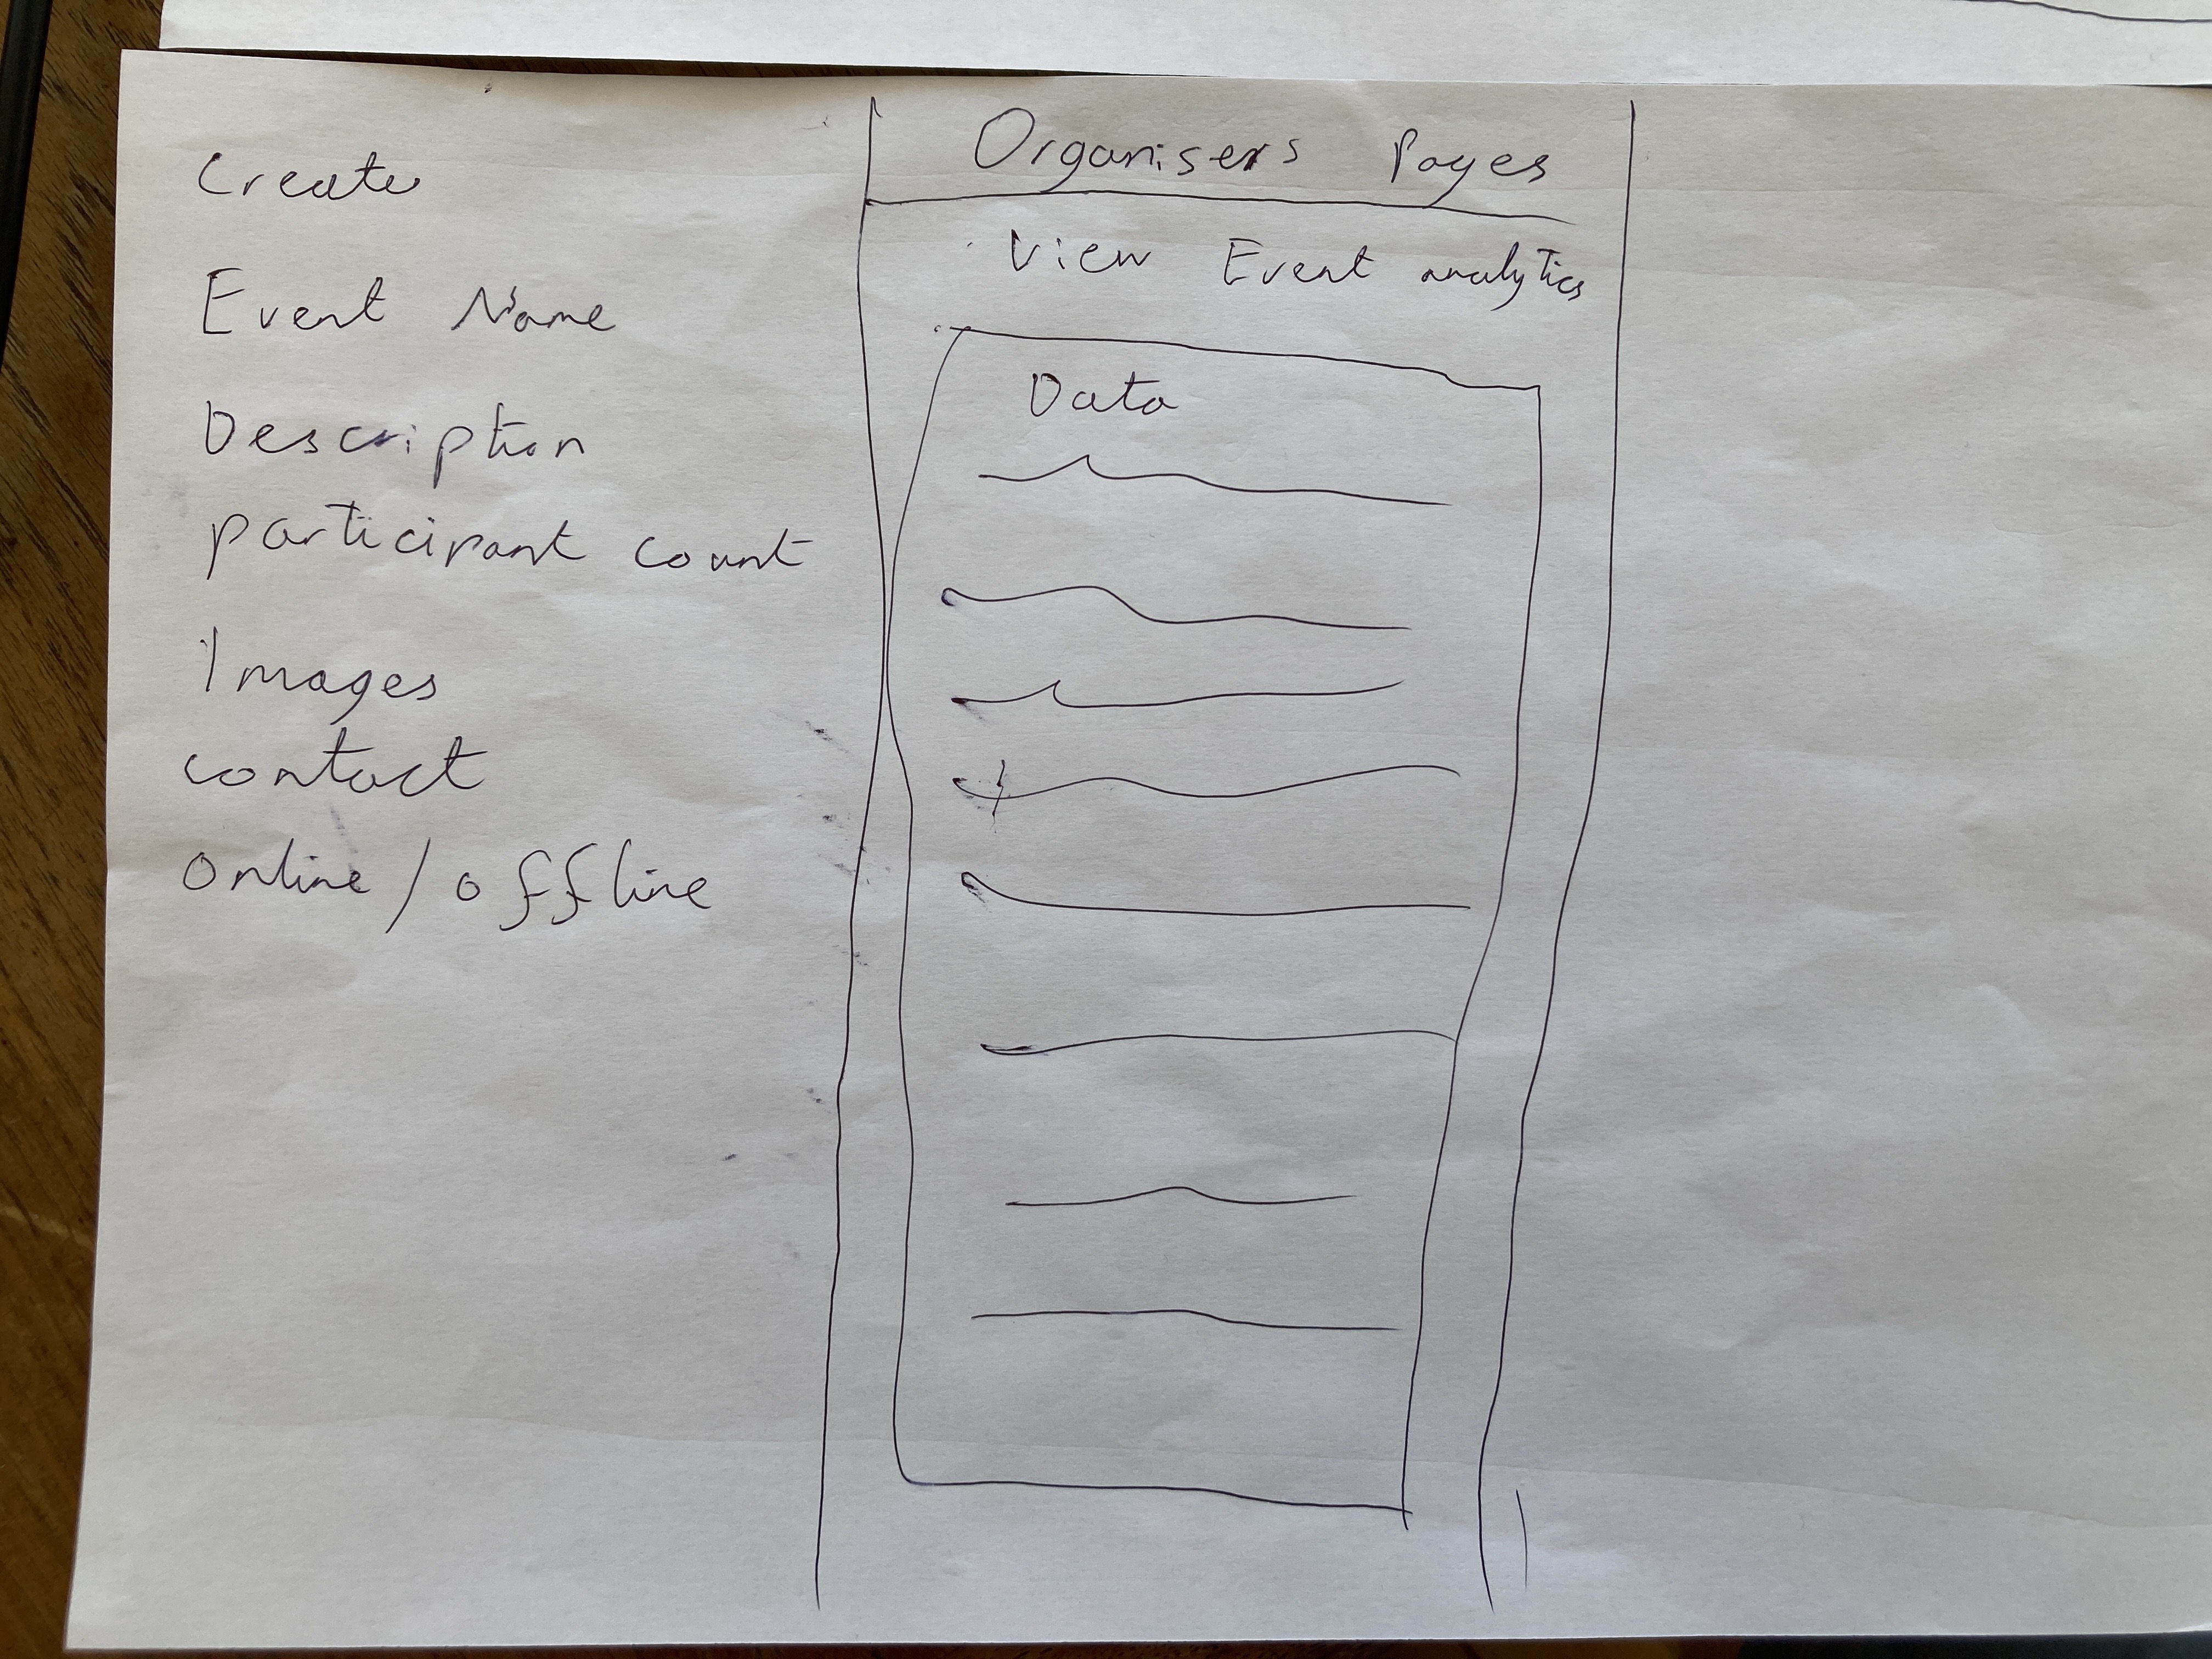 Organisers Pages
Create
Event Name
Description
participant count
Images
contact
online/offline
View Event analytics
Data